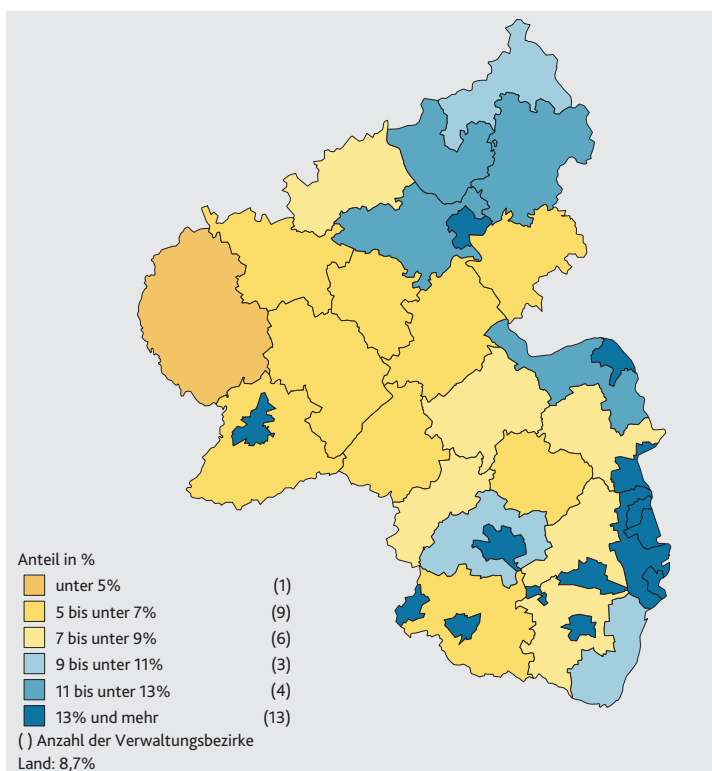 Anteil in %
unter 5% (1)
5 bis unter 7% (9)
7 bis unter 9% (6)
9 bis unter 11% (3)
11 bis unter 13% (4)
13% und mehr (13)
( ) Anzahl der Verwaltungsbezirke
Land: 8,7%